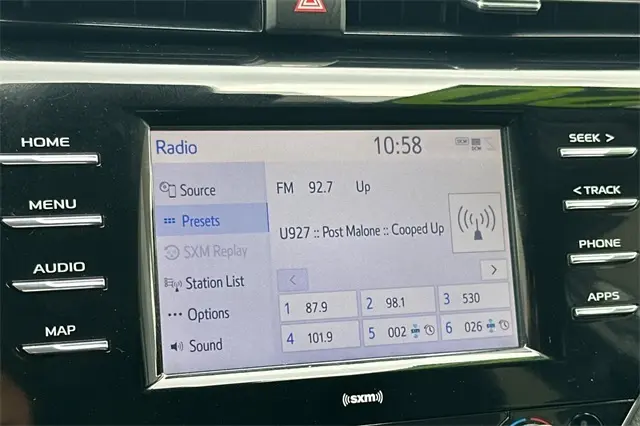 HOME
MENU
AUDIO
MAP
Radio 10:58
Source
Presets
SXM Replay
Station List
Options
Sound
FM 92.7 Up
U927 :: Post Malone :: Cooped Up
< >
1 87.9
2 98.1
3 530
4 101.9
5 002
6 026
SEEK >
< TRACK
PHONE
APPS
((sxm))